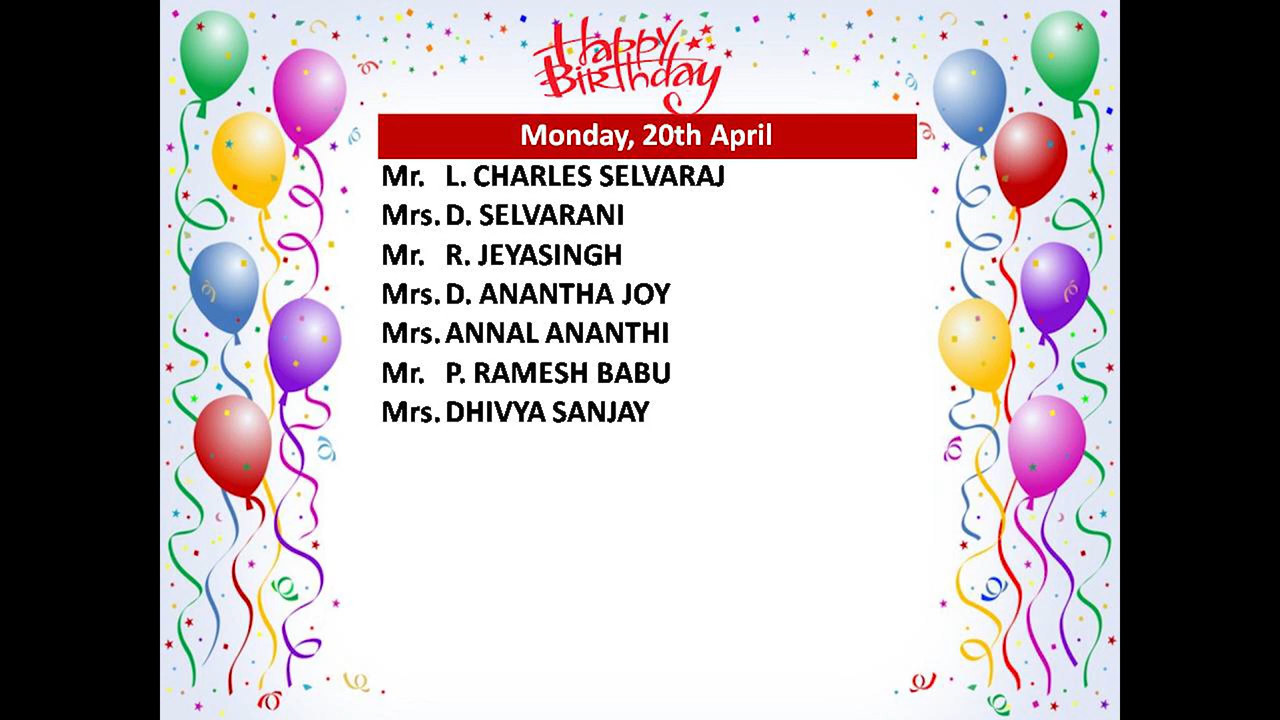 Happy
Birthday
Monday, 20th April
Mr. L. CHARLES SELVARAJ
Mrs. D. SELVARANI
Mr. R. JEYASINGH
Mrs. D. ANANTHA JOY
Mrs. ANNAL ANANTHI
Mr. P. RAMESH BABU
Mrs. DHIVYA SANJAY